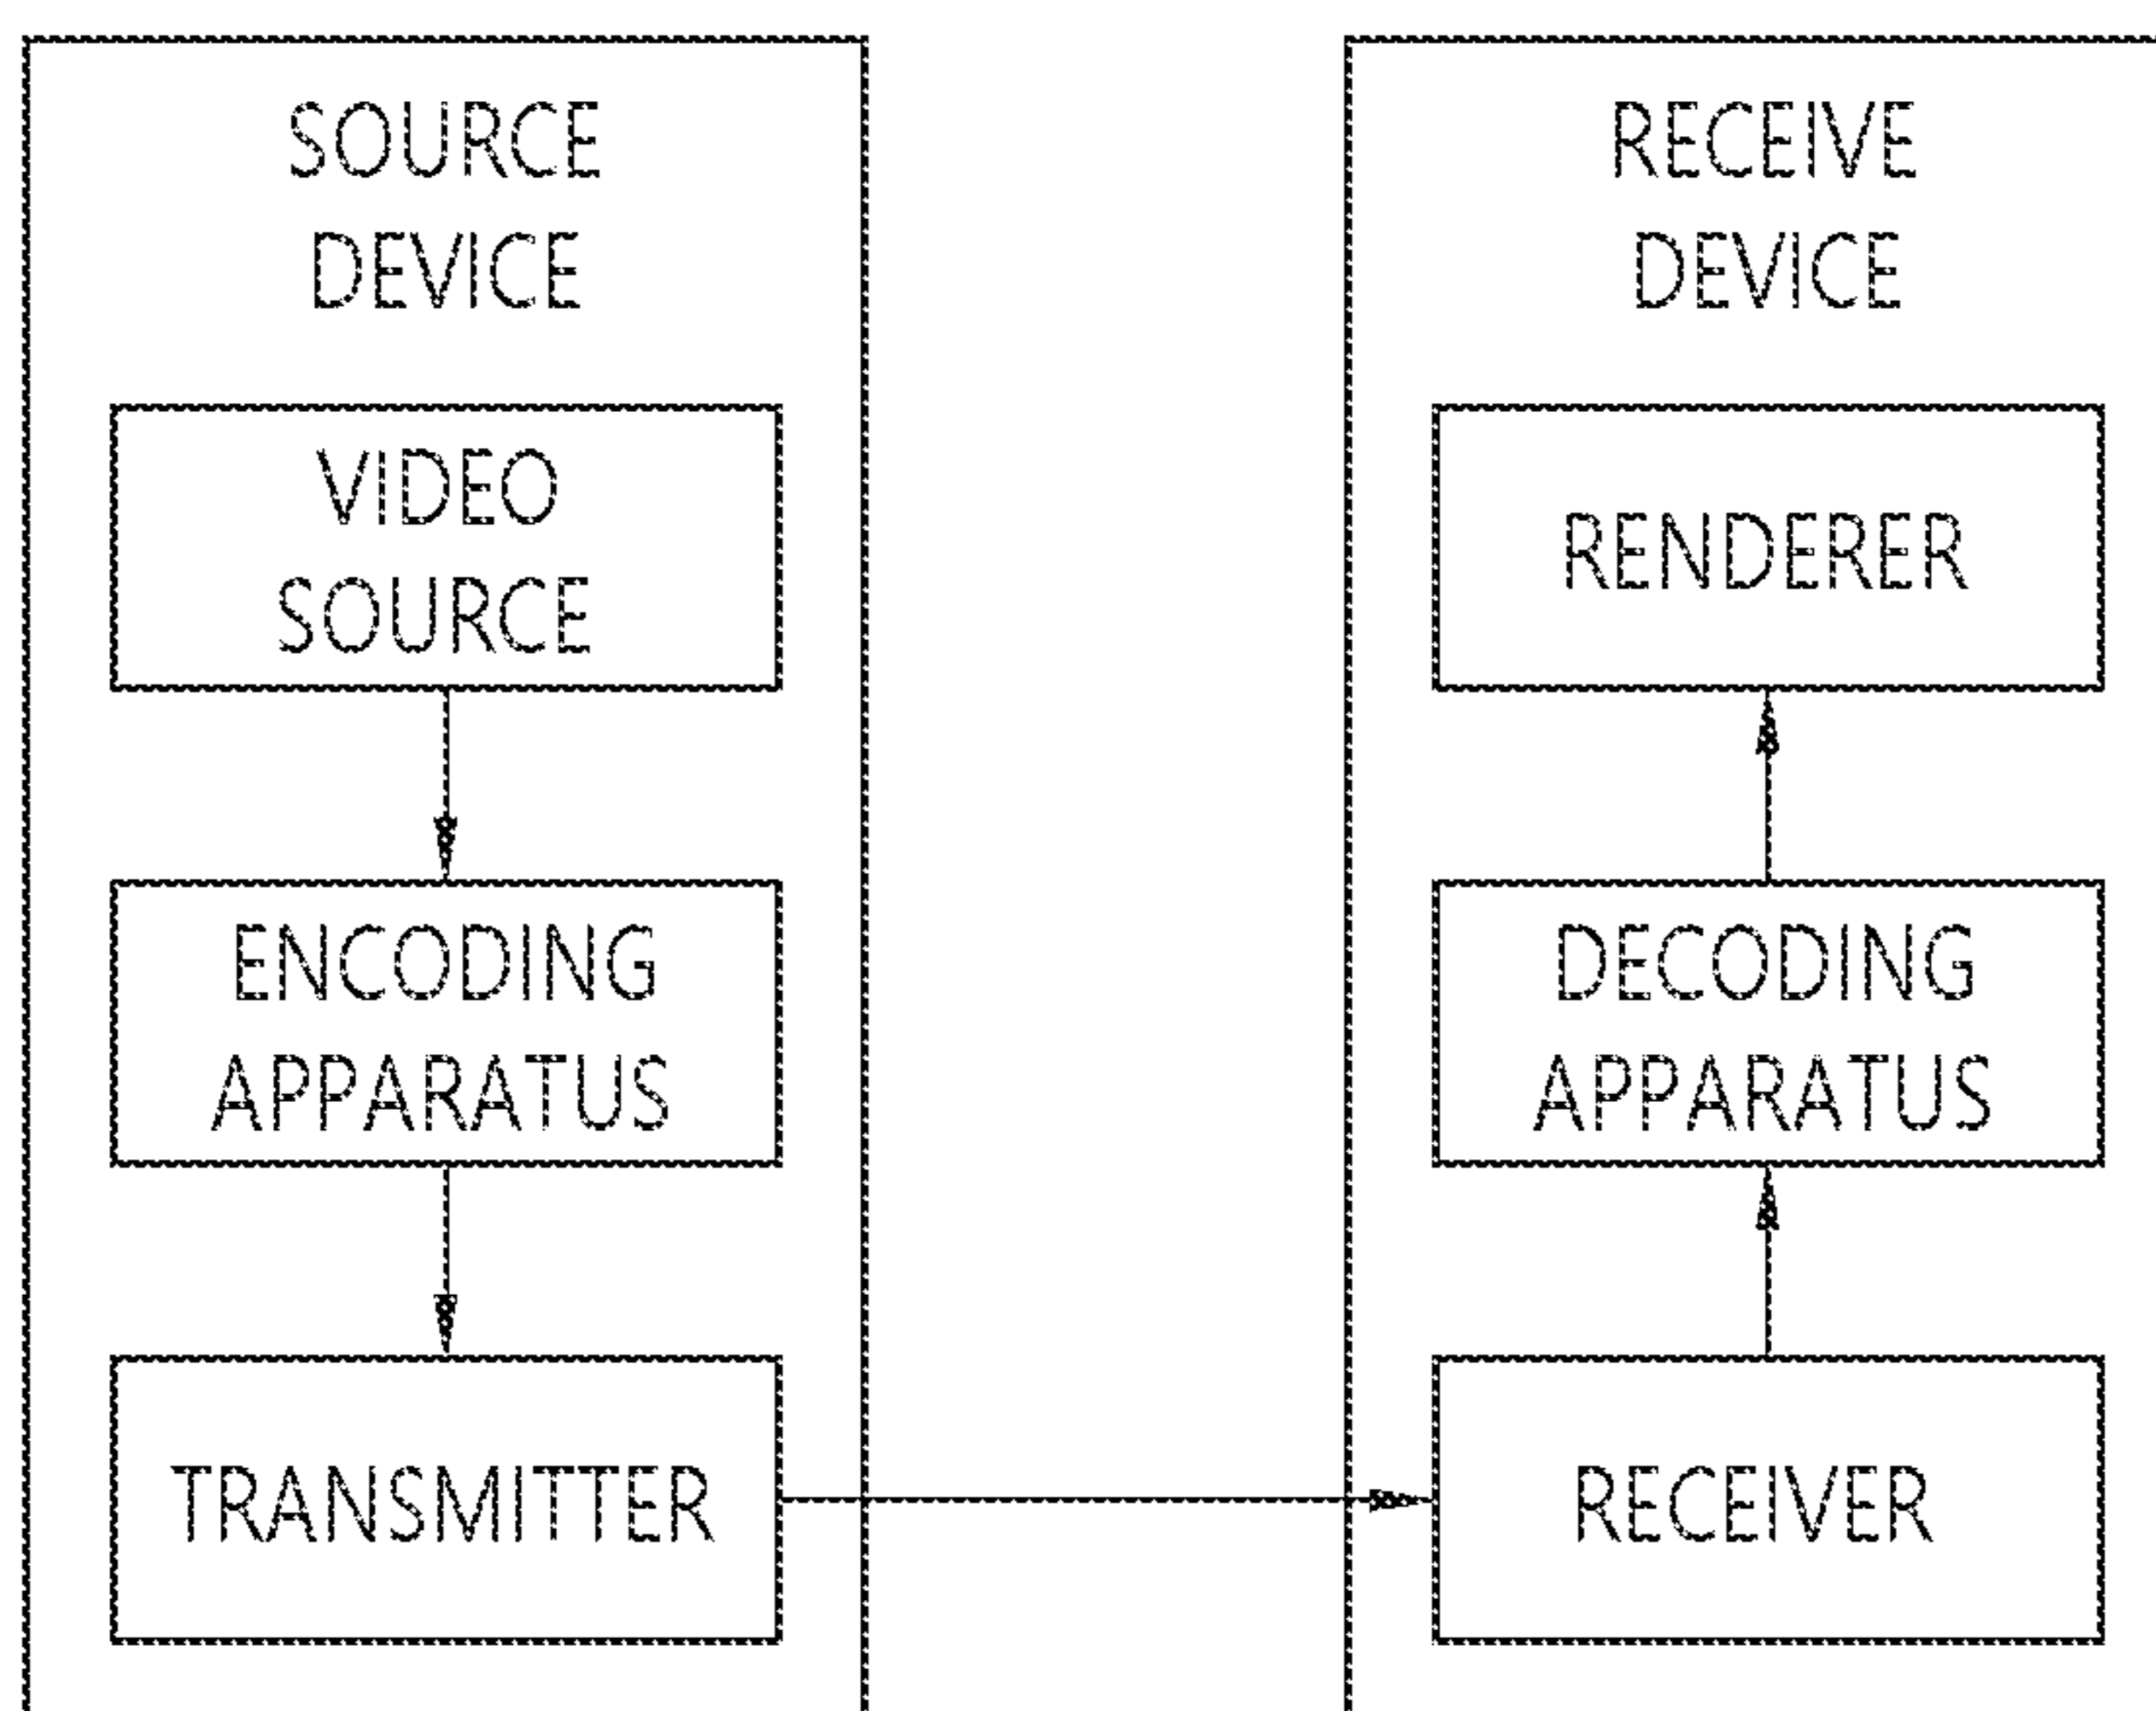 SOURCE
DEVICE
VIDEO
SOURCE
ENCODING
APPARATUS
TRANSMITTER
RECEIVE
DEVICE
RENDERER
DECODING
APPARATUS
RECEIVER